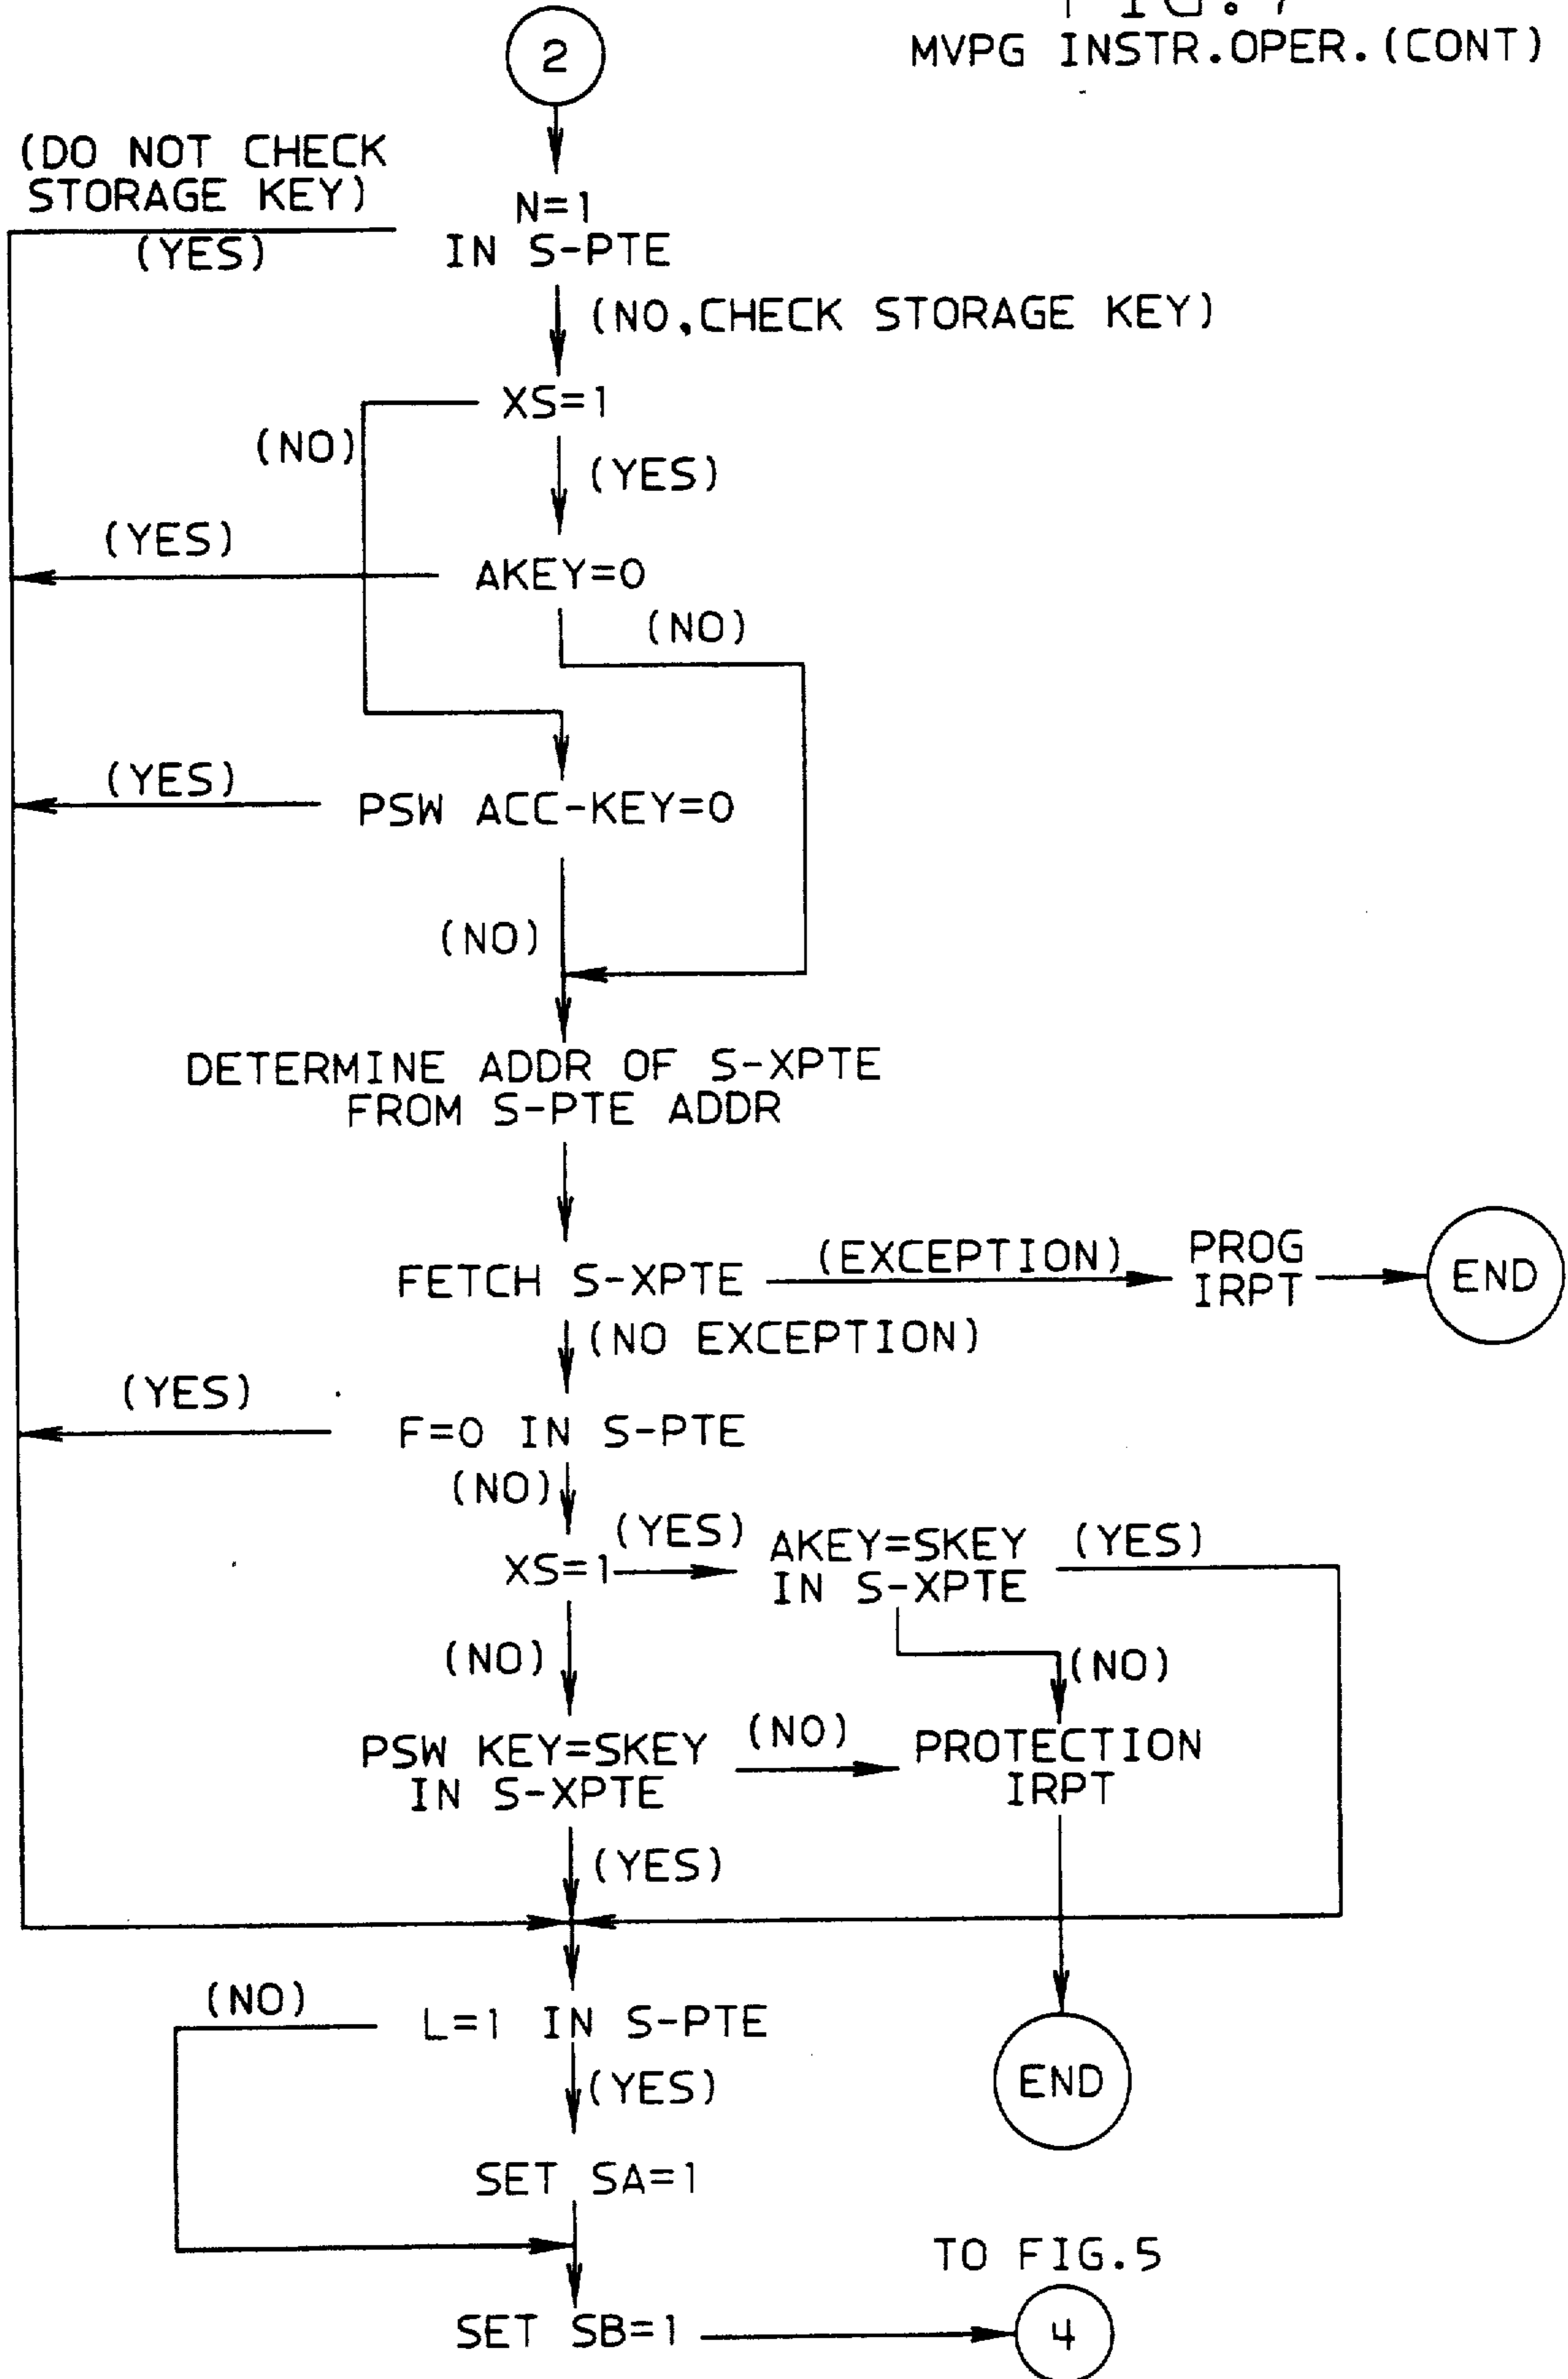 FIG.7
MVPG INSTR.OPER.(CONT)
2
(DO NOT CHECK
STORAGE KEY)
(YES)
N=1
IN S-PTE
(NO,CHECK STORAGE KEY)
XS=1
(NO)
(YES)
(YES)
AKEY=0
(NO)
(YES)
PSW ACC-KEY=0
(NO)
DETERMINE ADDR OF S-XPTE
FROM S-PTE ADDR
FETCH S-XPTE
(EXCEPTION)
PROG
IRPT
END
(NO EXCEPTION)
(YES)
F=0 IN S-PTE
(NO)
XS=1
(YES)
AKEY=SKEY
IN S-XPTE
(YES)
(NO)
(NO)
PSW KEY=SKEY
IN S-XPTE
(NO)
PROTECTION
IRPT
(YES)
(NO)
L=1 IN S-PTE
(YES)
END
SET SA=1
TO FIG.5
SET SB=1
4